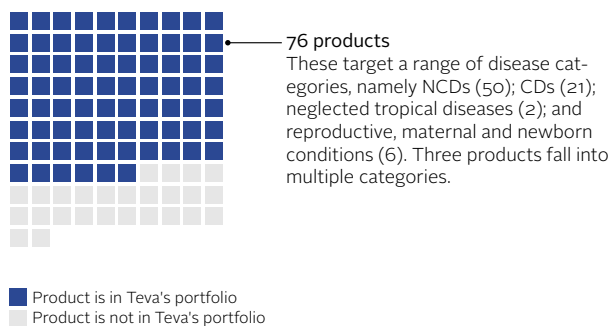 76 products
These target a range of disease cat-
egories, namely NCDs (50); CDs (21);
neglected tropical diseases (2); and
reproductive, maternal and newborn
conditions (6). Three products fall into
multiple categories.
Product is in Teva's portfolio
Product is not in Teva's portfolio